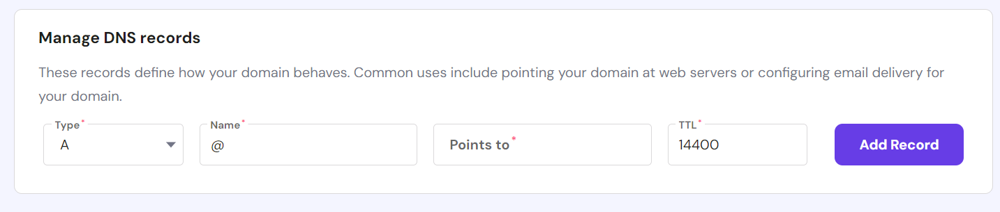 Manage DNS records
These records define how your domain behaves. Common uses include pointing your domain at web servers or configuring email delivery for
your domain.
Type* Name* TTL*
A @ Points to* 14400 Add Record